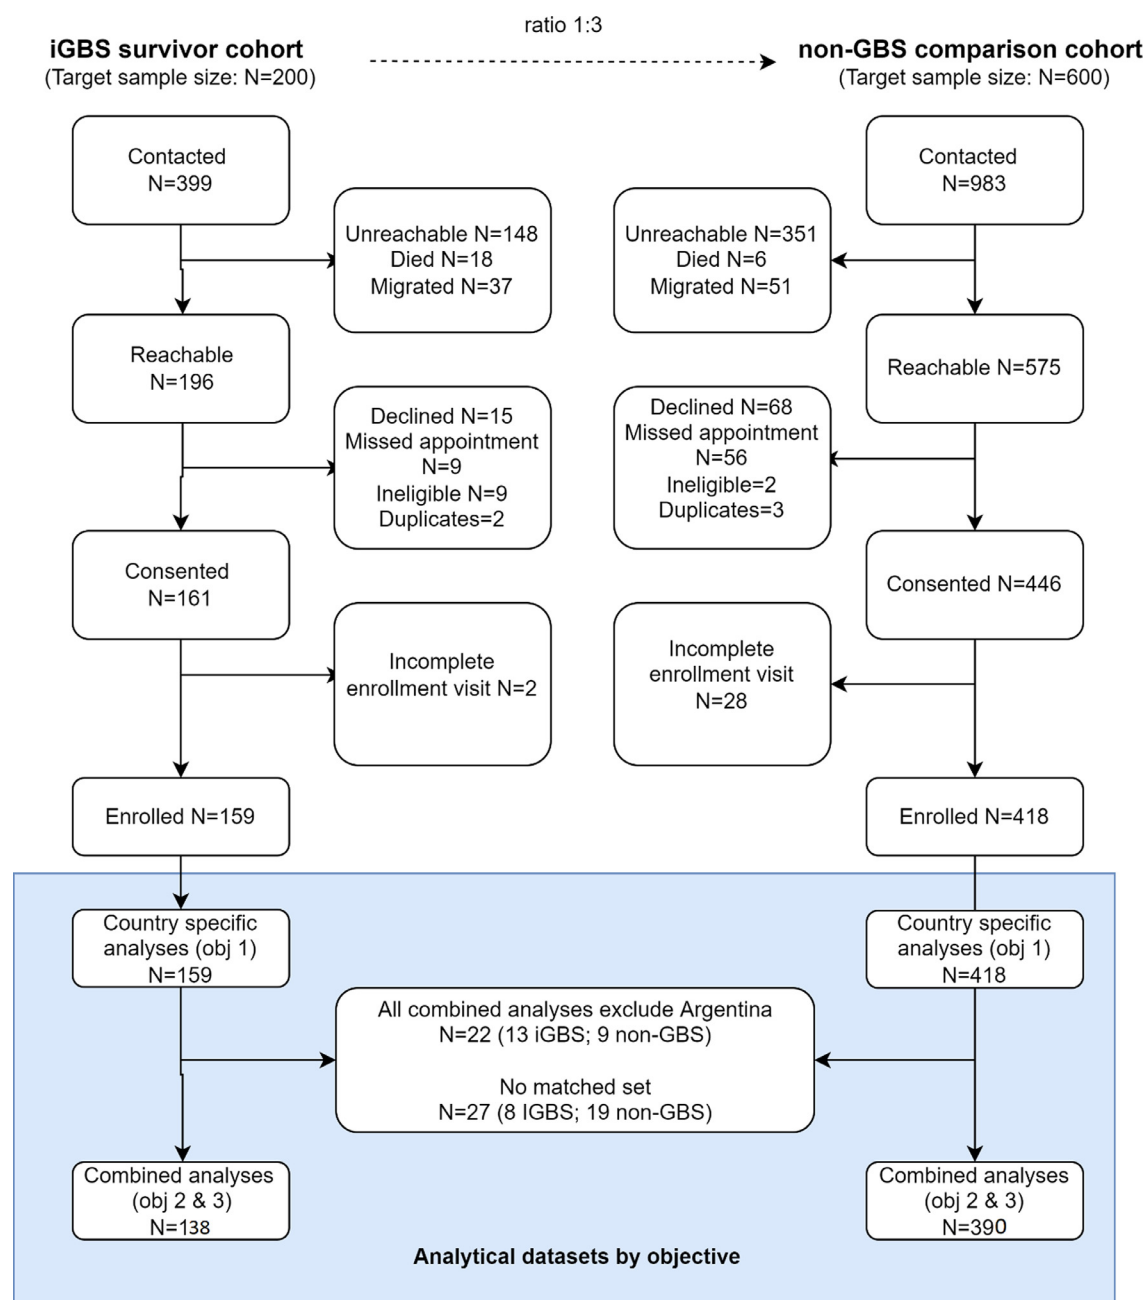 ratio 1:3
iGBS survivor cohort
(Target sample size: N=200)
non-GBS comparison cohort
(Target sample size: N=600)
Contacted
N=399
Contacted
N=983
Unreachable N=148
Died N=18
Migrated N=37
Unreachable N=351
Died N=6
Migrated N=51
Reachable
N=196
Reachable N=575
Declined N=15
Missed appointment
N=9
Ineligible N=9
Duplicates=2
Declined N=68
Missed appointment
N=56
Ineligible=2
Duplicates=3
Consented
N=161
Consented N=446
Incomplete
enrollment visit N=2
Incomplete
enrollment visit
N=28
Enrolled N=159
Enrolled N=418
Country specific
analyses (obj 1)
N=159
Country specific
analyses (obj 1)
N=418
All combined analyses exclude Argentina
N=22 (13 iGBS; 9 non-GBS)
No matched set
N=27 (8 IGBS; 19 non-GBS)
Combined analyses
(obj 2 & 3)
N=138
Combined analyses
(obj 2 & 3)
N=390
Analytical datasets by objective